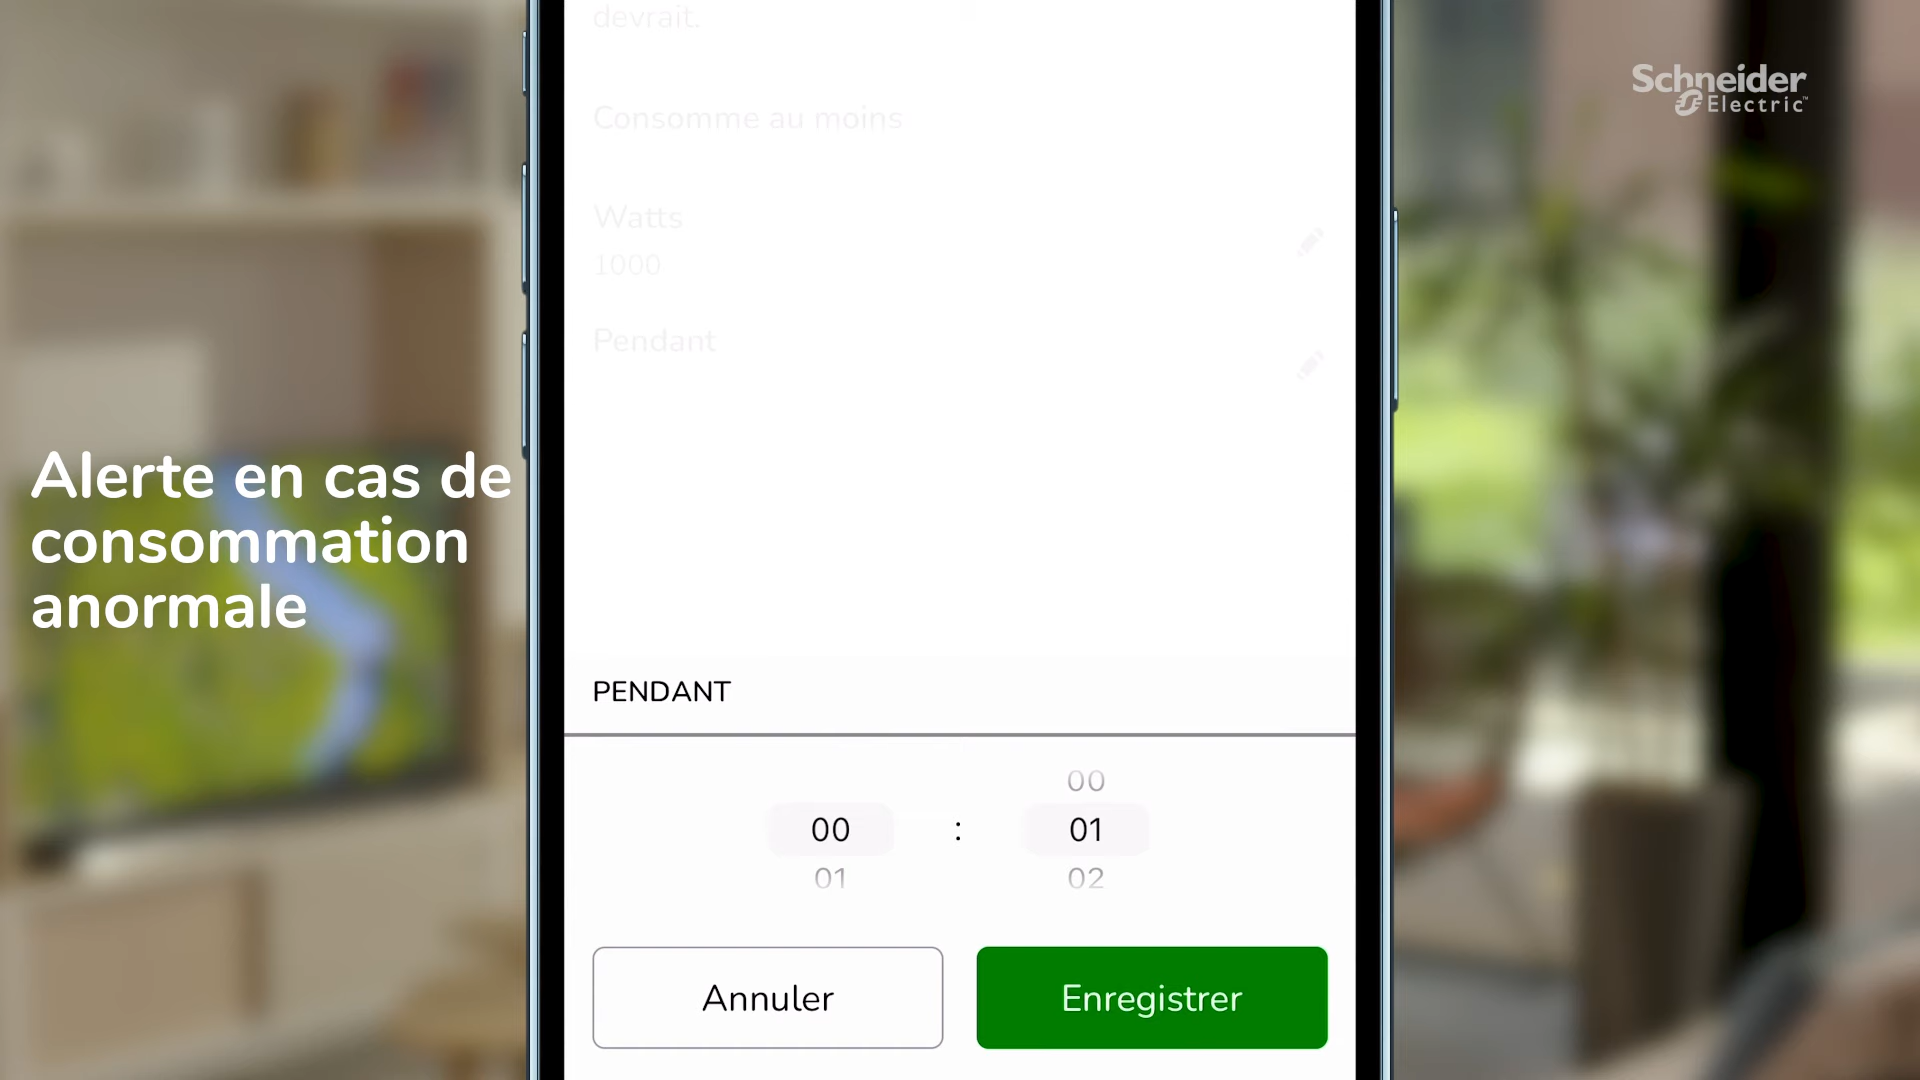 devrait.
Consomme au moins
Watts
1000
Pendant
Schneider
Electric™
Alerte en cas de
consommation
anormale
PENDANT
00
00 : 01
01 02
Annuler Enregistrer